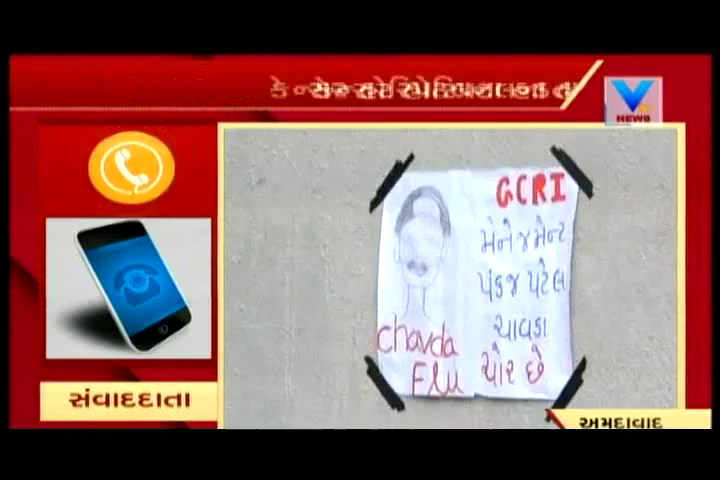 V
NEWS
GCRI
મેનેજમેન્ટ
પંકજ પટેલ
ચાવડા
ચોર છે
chavda
Flu
સંવાદદાતા
અમદાવાદ